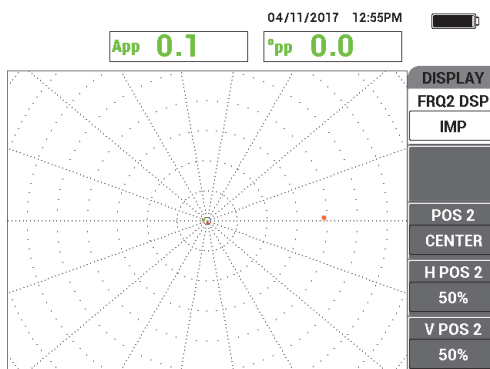 04/11/2017 12:55PM
App 0.1 °pp 0.0
DISPLAY
FRQ2 DSP
IMP
POS 2
CENTER
H POS 2
50%
V POS 2
50%